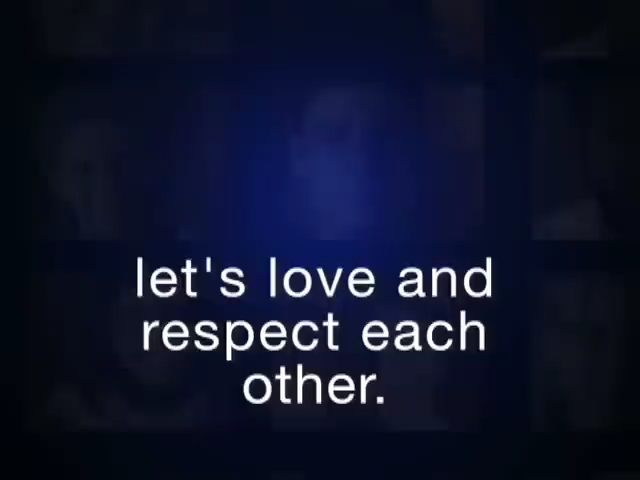 let's love and
respect each
other.